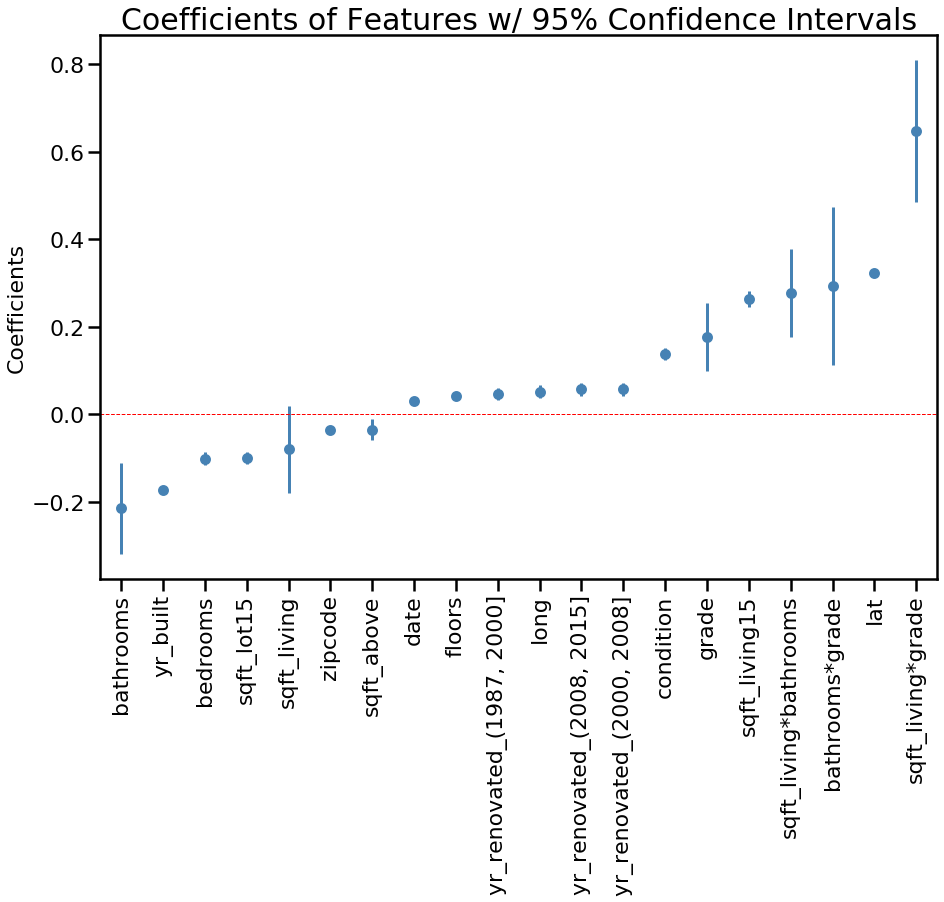 Coefficients of Features w/ 95% Confidence Intervals
Coefficients
0.8
0.6
0.4
0.2
0.0
−0.2
bathrooms
yr_built
bedrooms
sqft_lot15
sqft_living
zipcode
sqft_above
date
floors
yr_renovated_(1987, 2000]
long
yr_renovated_(2008, 2015]
yr_renovated_(2000, 2008]
condition
grade
sqft_living15
sqft_living*bathrooms
bathrooms*grade
lat
sqft_living*grade